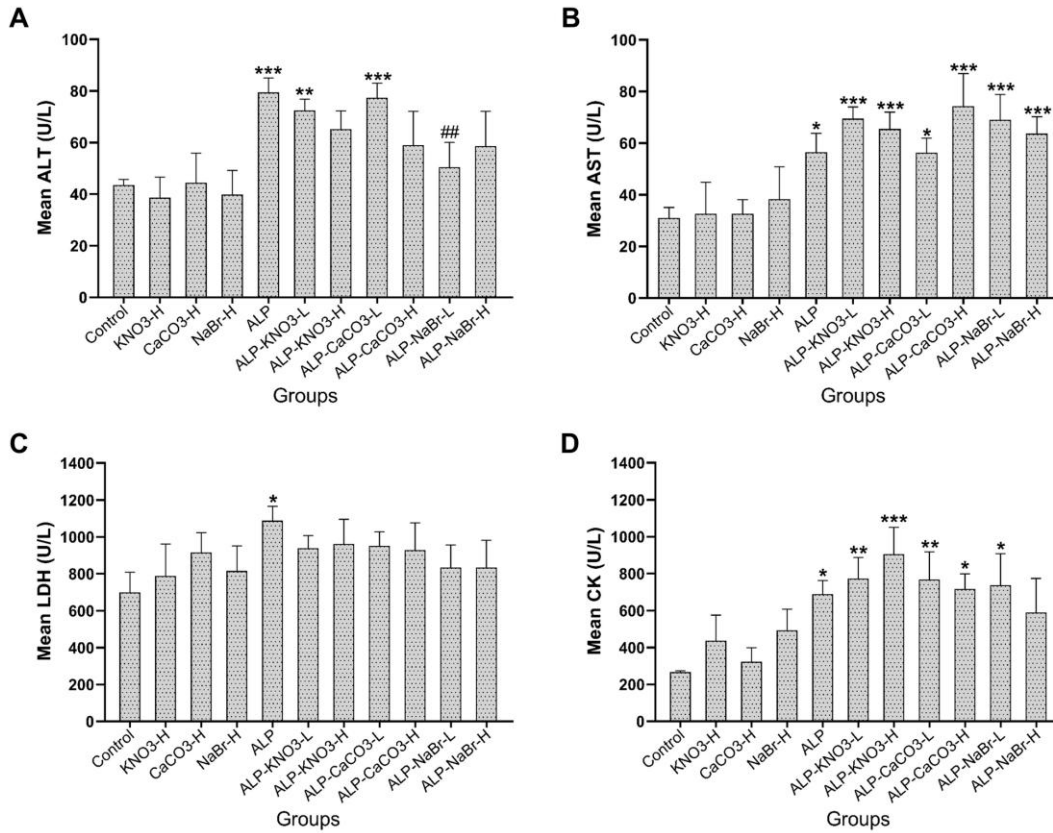 A
Mean ALT (U/L)
100
80
60
40
20
0
***
**
***
##
Control
KNO3-H
CaCO3-H
NaBr-H
ALP
ALP-KNO3-L
ALP-KNO3-H
ALP-CaCO3-L
ALP-CaCO3-H
ALP-NaBr-L
ALP-NaBr-H
Groups
B
Mean AST (U/L)
100
80
60
40
20
0
*
***
***
*
***
***
***
Control
KNO3-H
CaCO3-H
NaBr-H
ALP
ALP-KNO3-L
ALP-KNO3-H
ALP-CaCO3-L
ALP-CaCO3-H
ALP-NaBr-L
ALP-NaBr-H
Groups
C
Mean LDH (U/L)
1400
1200
1000
800
600
400
200
0
*
Control
KNO3-H
CaCO3-H
NaBr-H
ALP
ALP-KNO3-L
ALP-KNO3-H
ALP-CaCO3-L
ALP-CaCO3-H
ALP-NaBr-L
ALP-NaBr-H
Groups
D
Mean CK (U/L)
1400
1200
1000
800
600
400
200
0
*
**
***
**
*
*
Control
KNO3-H
CaCO3-H
NaBr-H
ALP
ALP-KNO3-L
ALP-KNO3-H
ALP-CaCO3-L
ALP-CaCO3-H
ALP-NaBr-L
ALP-NaBr-H
Groups